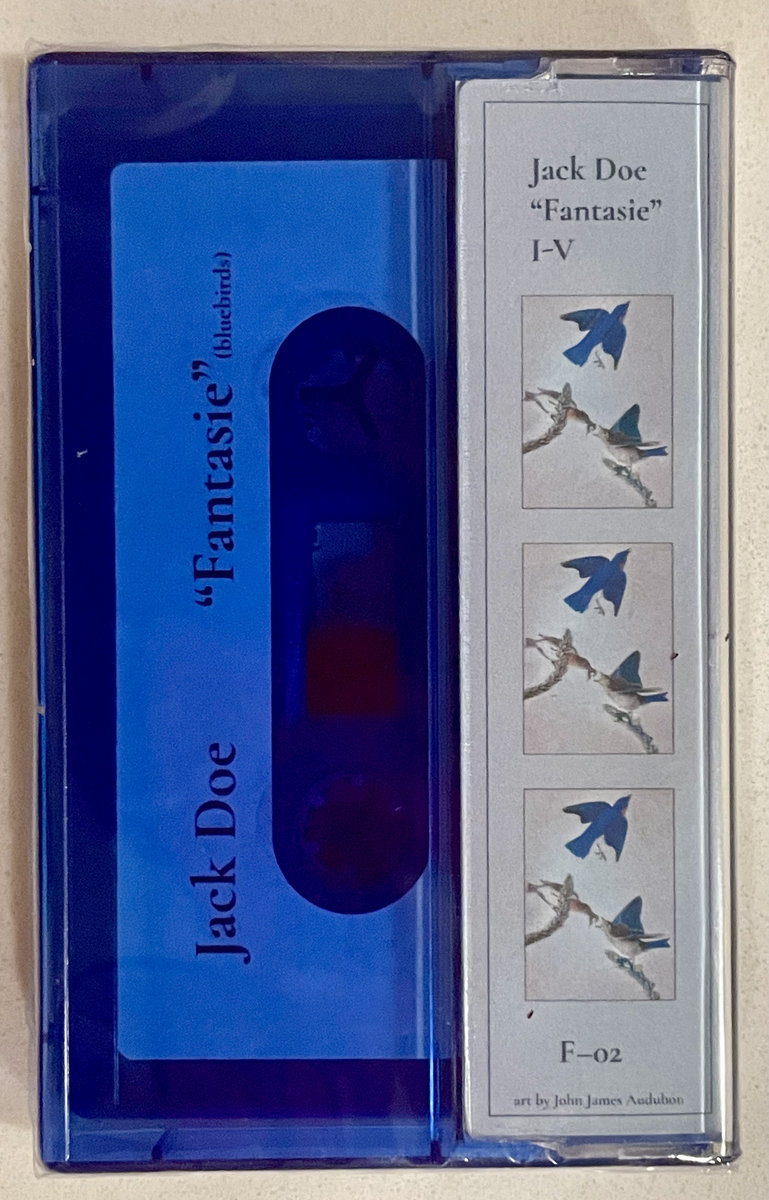 Jack Doe “Fantasie” (bluebirds)
Jack Doe
“Fantasie”
I-V
F–02
art by John James Audubon